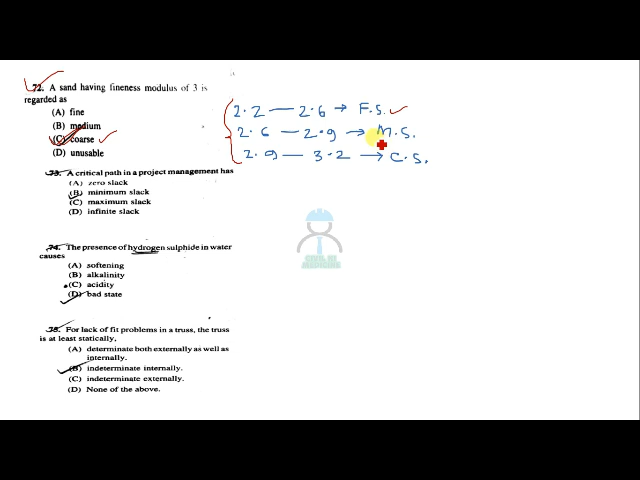 72. A sand having fineness modulus of 3 is
regarded as
(A) fine
(B) medium
(C) coarse
(D) unusable
73. A critical path in a project management has
(A) zero slack
(B) minimum slack
(C) maximum slack
(D) infinite slack
74. The presence of hydrogen sulphide in water
causes
(A) softening
(B) alkalinity
(C) acidity
(D) bad state
75. For lack of fit problems in a truss, the truss
is at least statically,
(A) determinate both externally as well as
internally.
(B) indeterminate internally.
(C) indeterminate externally.
(D) None of the above.
2.2 — 2.6 → F.S.
2.6 — 2.9 → M.S.
2.9 — 3.2 → C.S.
CIVIL KI
MEDICINE